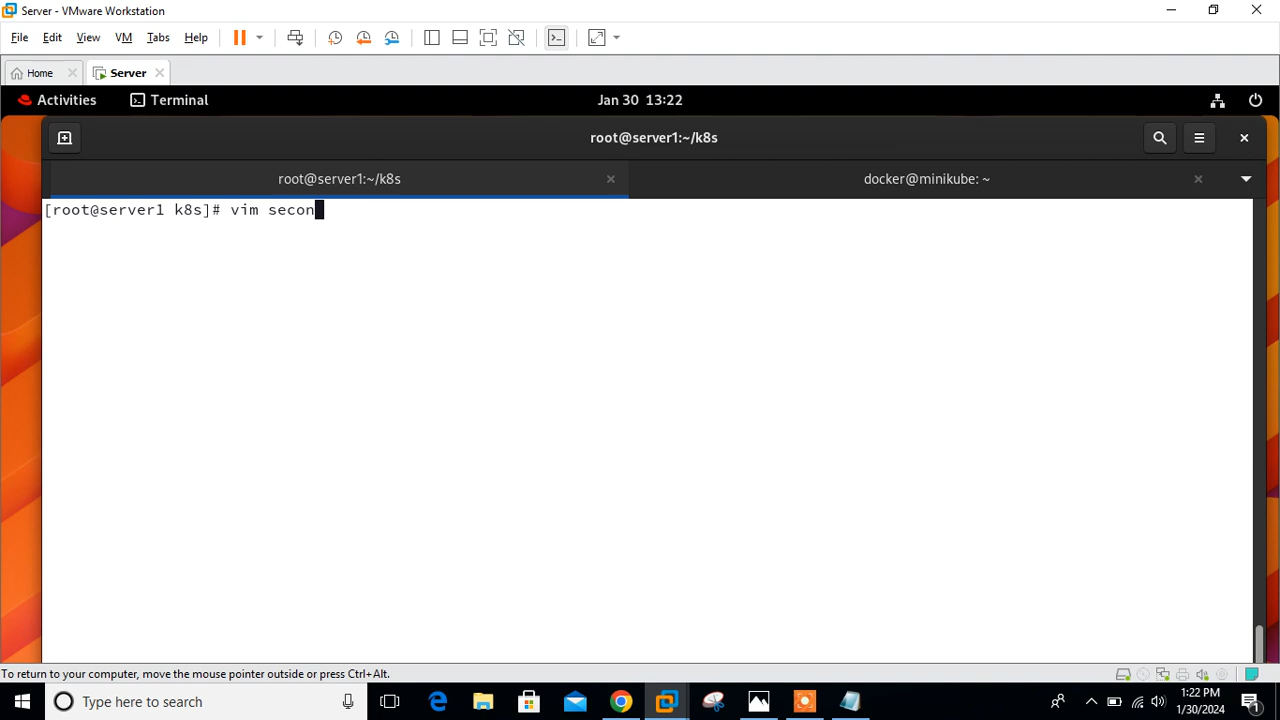 Server - VMware Workstation
File Edit View VM Tabs Help
Home Server
Activities Terminal Jan 30 13:22
root@server1:~/k8s
root@server1:~/k8s docker@minikube: ~
[root@server1 k8s]# vim secon
To return to your computer, move the mouse pointer outside or press Ctrl+Alt.
Type here to search
1:22 PM
1/30/2024
1